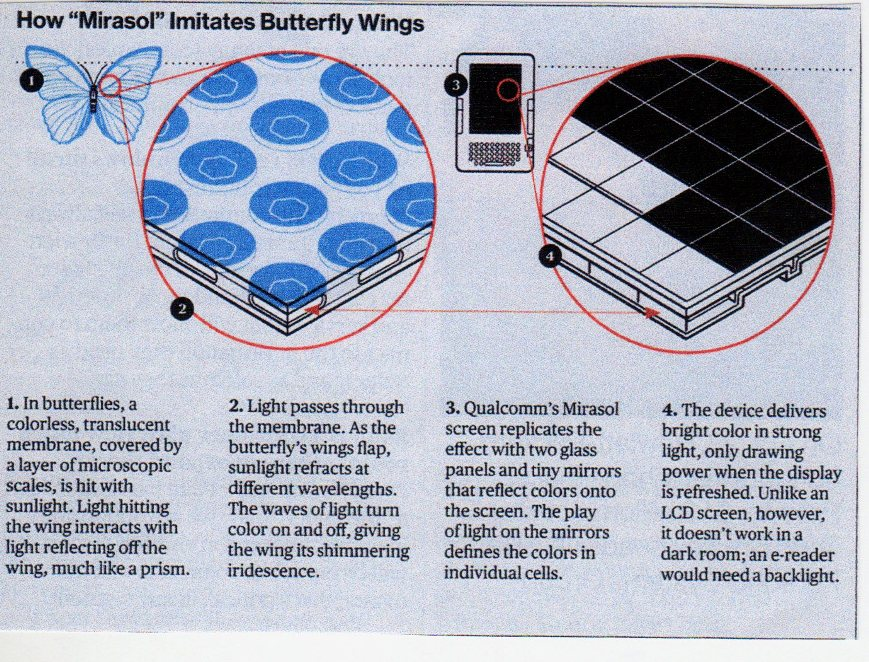 How “Mirasol” Imitates Butterfly Wings
1
2
3
4
1. In butterflies, a
colorless, translucent
membrane, covered by
a layer of microscopic
scales, is hit with
sunlight. Light hitting
the wing interacts with
light reflecting off the
wing, much like a prism.
2. Light passes through
the membrane. As the
butterfly’s wings flap,
sunlight refracts at
different wavelengths.
The waves of light turn
color on and off, giving
the wing its shimmering
iridescence.
3. Qualcomm’s Mirasol
screen replicates the
effect with two glass
panels and tiny mirrors
that reflect colors onto
the screen. The play
of light on the mirrors
defines the colors in
individual cells.
4. The device delivers
bright color in strong
light, only drawing
power when the display
is refreshed. Unlike an
LCD screen, however,
it doesn’t work in a
dark room; an e-reader
would need a backlight.